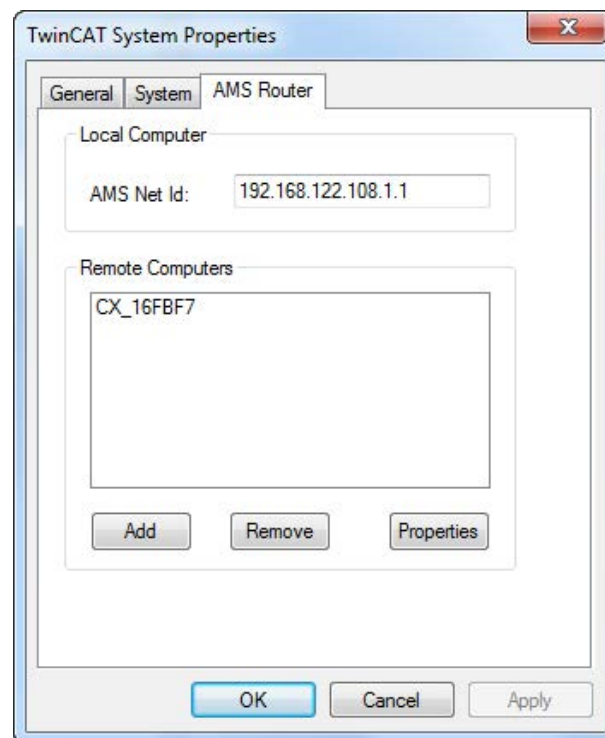 TwinCAT System Properties
General System AMS Router
Local Computer
AMS Net Id: 192.168.122.108.1.1
Remote Computers
CX_16FBF7
Add Remove Properties
OK Cancel Apply